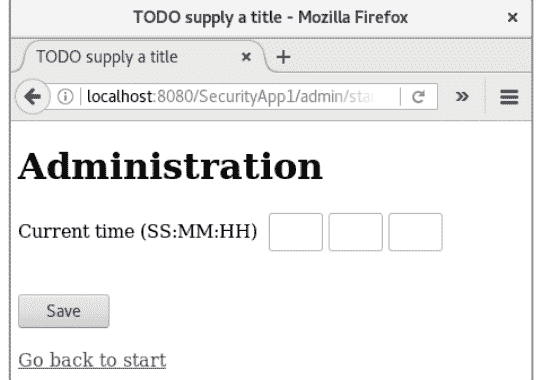 TODO supply a title - Mozilla Firefox ×
TODO supply a title × +
localhost:8080/SecurityApp1/admin/star »
Administration
Current time (SS:MM:HH)
Save
Go back to start